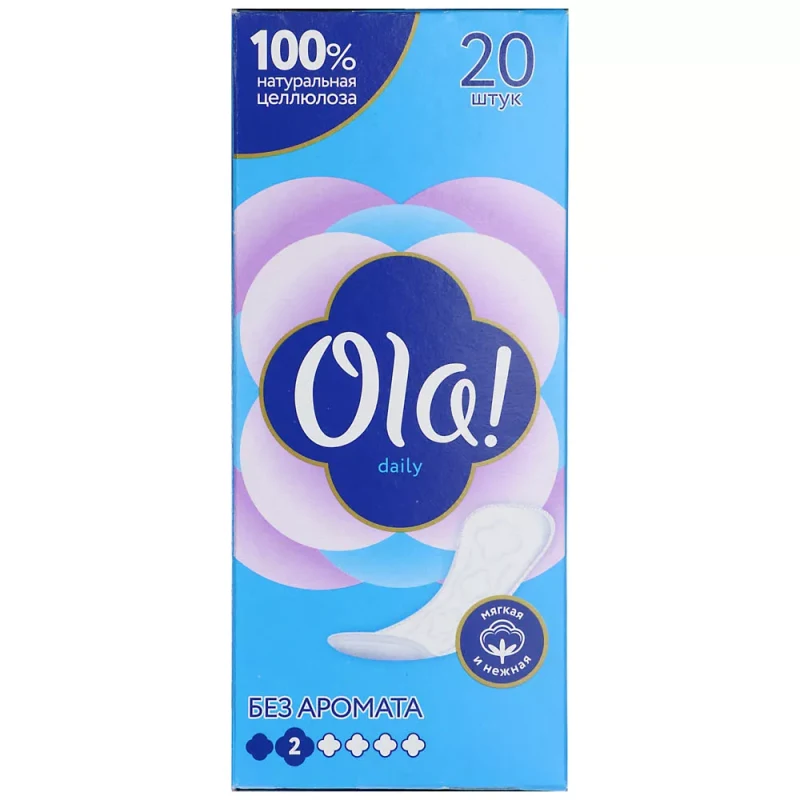 100%
натуральная
целлюлоза
20
штук
Ola!
daily
мягкая
и нежная
БЕЗ АРОМАТА
2